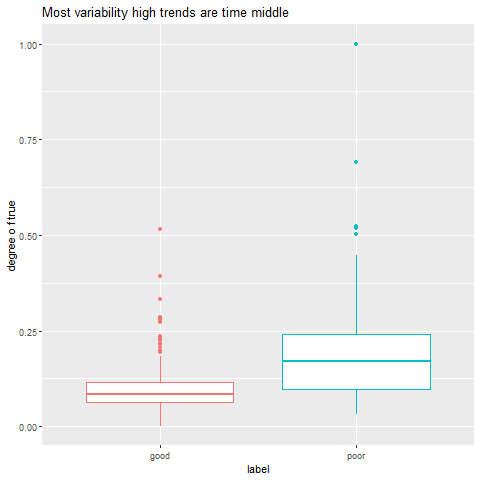 Most variability high trends are time middle
1.00
0.75
0.50
0.25
0.00
degree o f true
good
poor
label